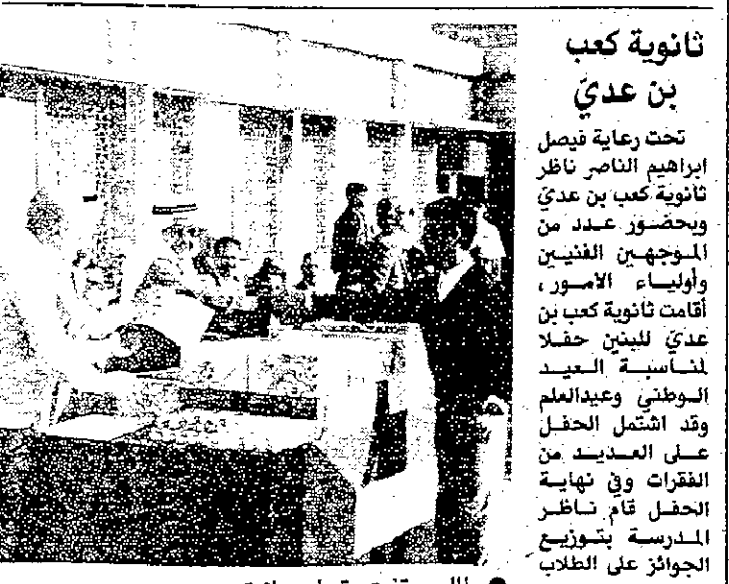 ثانوية كعب
بن عديّ
تحت رعاية فيصل
ابراهيم الناصر ناظر
ثانوية كعب بن عديّ
وبحضور عدد من
الموجهين الفنيين
وأولياء الامور،
أقامت ثانوية كعب بن
عديّ للبنين حفلا
لمناسبة العيد
الوطني وعيدالعلم
وقد اشتمل الحفل
على العديد من
الفقرات وفي نهاية
الحفل قام ناظر
المدرسة بتوزيع
الجوائز على الطلاب